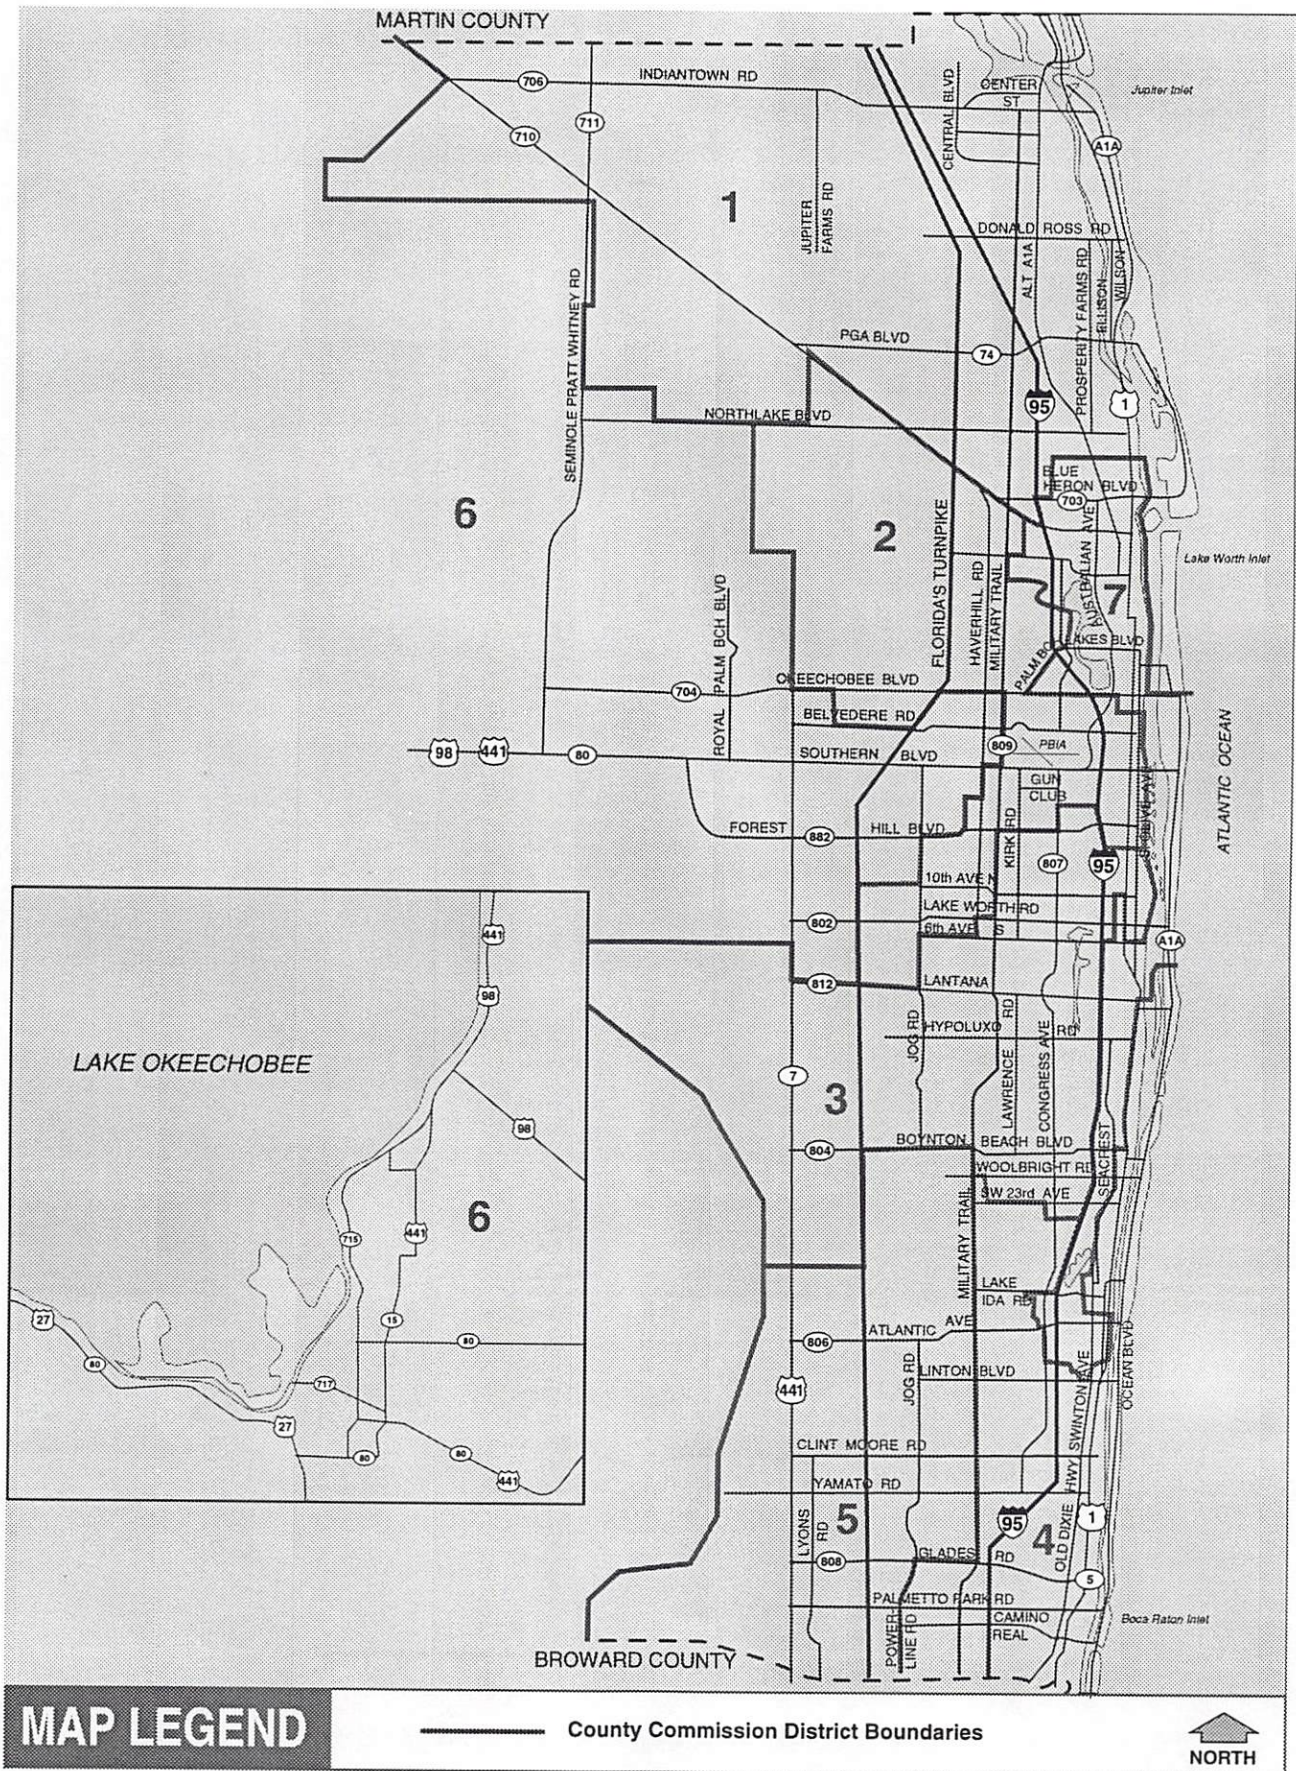 MARTIN COUNTY
706
INDIANTOWN RD
CENTRAL BLVD
CENTER
ST
Jupiter Inlet
710
711
A1A
1
JUPITER
FARMS RD
DONALD ROSS RD
ALT A1A
PROSPERITY FARMS RD
ELLISON
WILSON
SEMINOLE PRATT WHITNEY RD
PGA BLVD
74
95
1
NORTHLAKE BLVD
BLUE
HERON BLVD
703
6
2
FLORIDA'S TURNPIKE
HAVERHILL RD
MILITARY TRAIL
AUSTRALIAN AVE
Lake Worth Inlet
7
ROYAL PALM BCH BLVD
PALM BCH
LAKES BLVD
704
OKEECHOBEE BLVD
BELVEDERE RD
98
441
80
SOUTHERN BLVD
809
PBIA
GUN
CLUB
ATLANTIC OCEAN
S. OLIVE AVE
FOREST
882
HILL BLVD
KIRK RD
807
95
10th AVE N
LAKE WORTH RD
802
6th AVE S
A1A
812
LANTANA
JOG RD
HYPOLUXO RD
LAWRENCE RD
CONGRESS AVE
7
3
804
BOYNTON BEACH BLVD
WOOLBRIGHT RD
SW 23rd AVE
SEACREST
MILITARY TRAIL
LAKE
IDA RD
806
ATLANTIC AVE
441
JOG RD
LINTON BLVD
OCEAN BLVD
SWINTON AVE
CLINT MOORE RD
YAMATO RD
LYONS
RD
5
95
4
OLD DIXIE HWY
1
808
GLADES RD
5
PALMETTO PARK RD
POWER-
LINE RD
CAMINO
REAL
Boca Raton Inlet
BROWARD COUNTY
LAKE OKEECHOBEE
441
98
98
6
715
441
15
27
80
80
717
27
80
80
441
MAP LEGEND
County Commission District Boundaries
NORTH